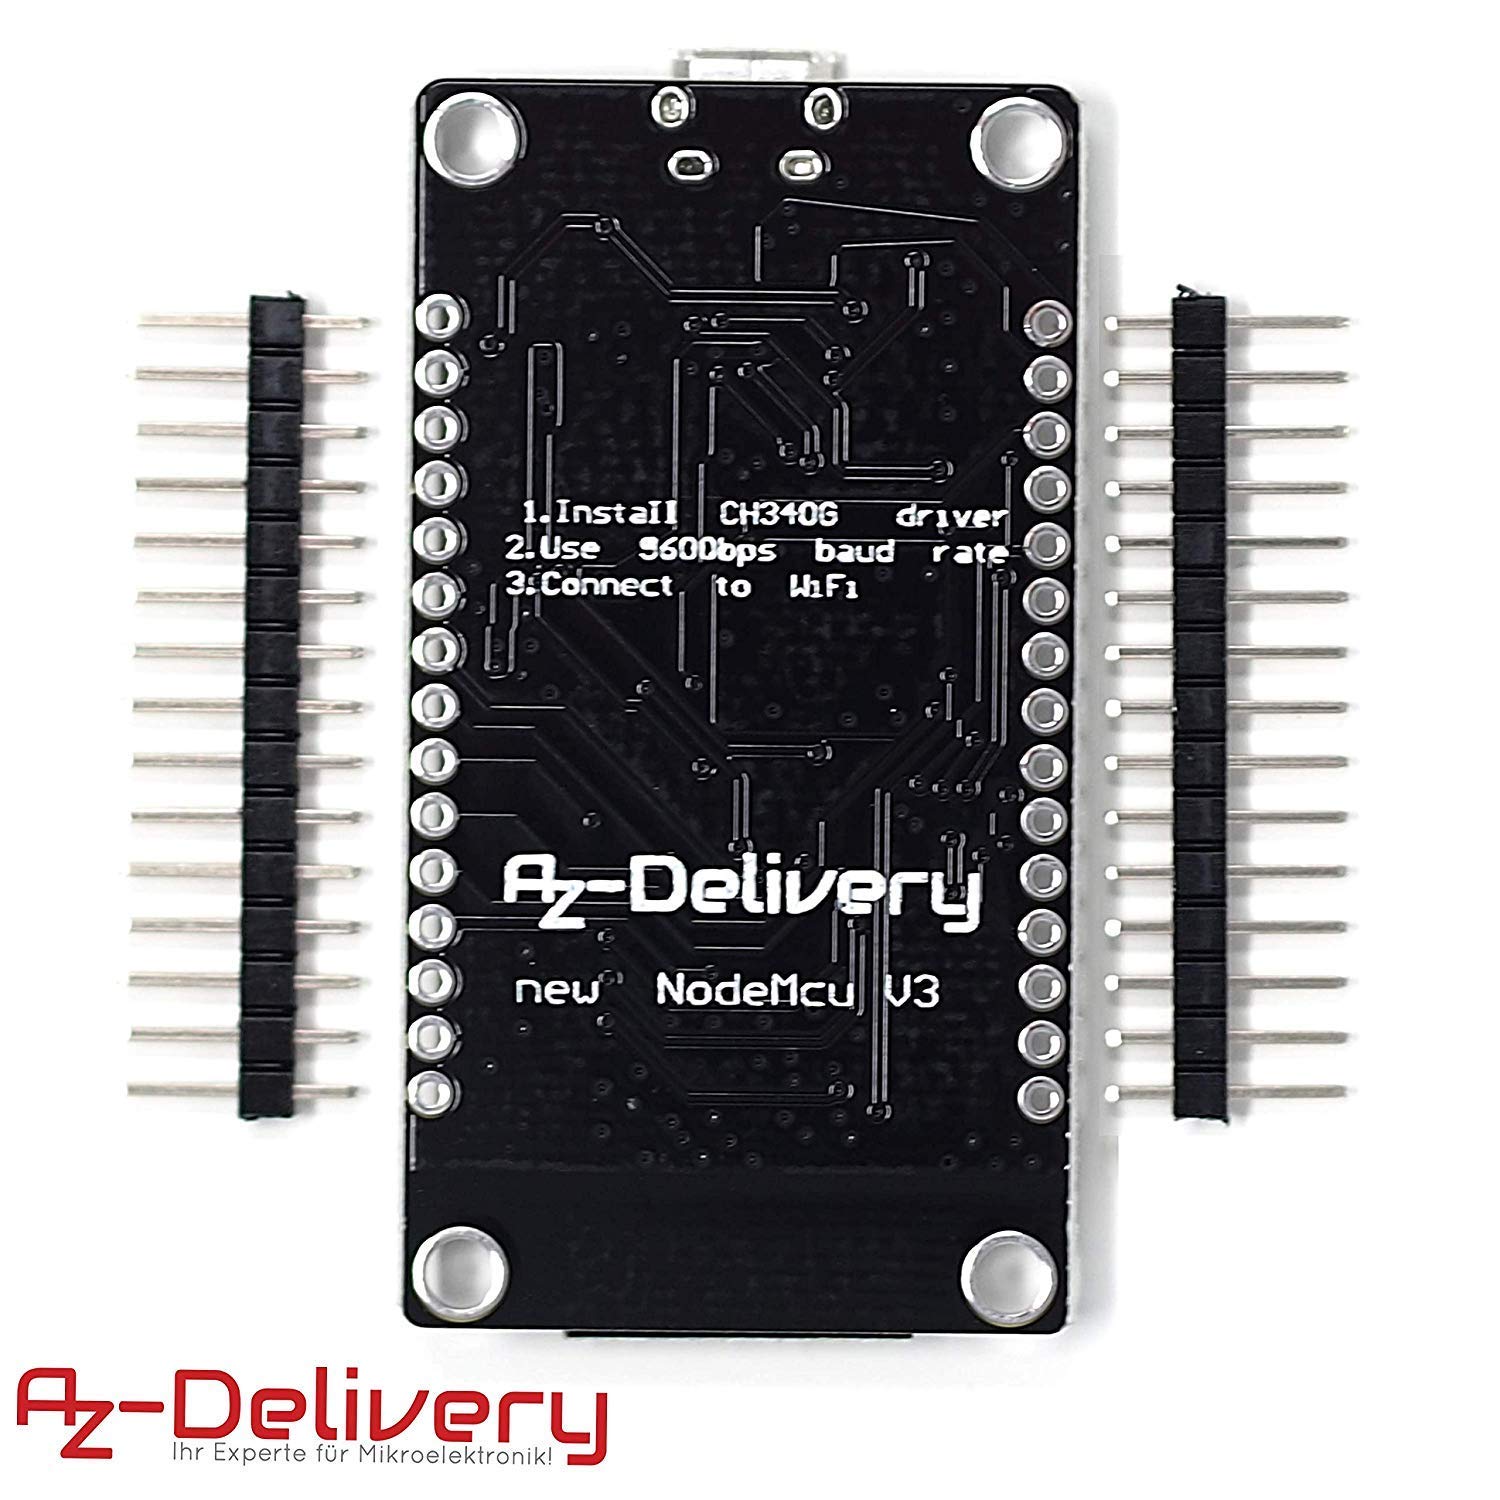 1.Install CH340G driver
2.Use 9600bps baud rate
3.Connect to WiFi
Az-Delivery
new NodeMcu V3
Az-Delivery
Ihr Experte für Mikroelektronik!